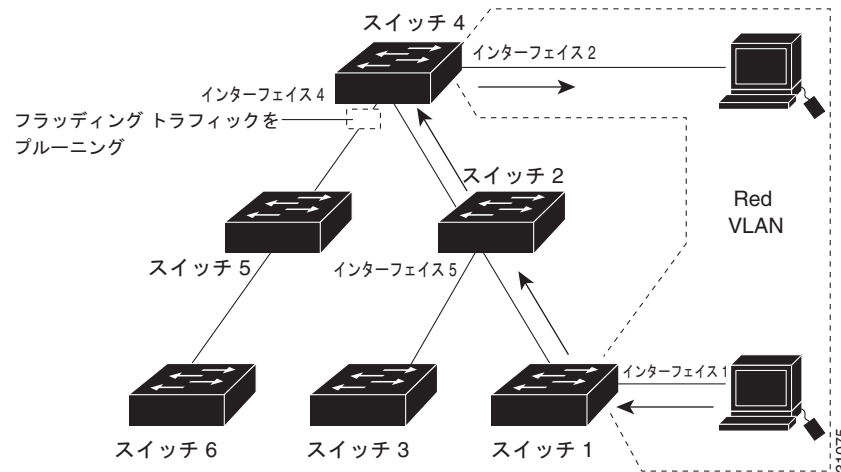 スイッチ 4
インターフェイス 2
インターフェイス 4
フラッディング トラフィックを
プルーニング
スイッチ 2
Red
VLAN
スイッチ 5
インターフェイス 5
インターフェイス 1
スイッチ 6
スイッチ 3
スイッチ 1